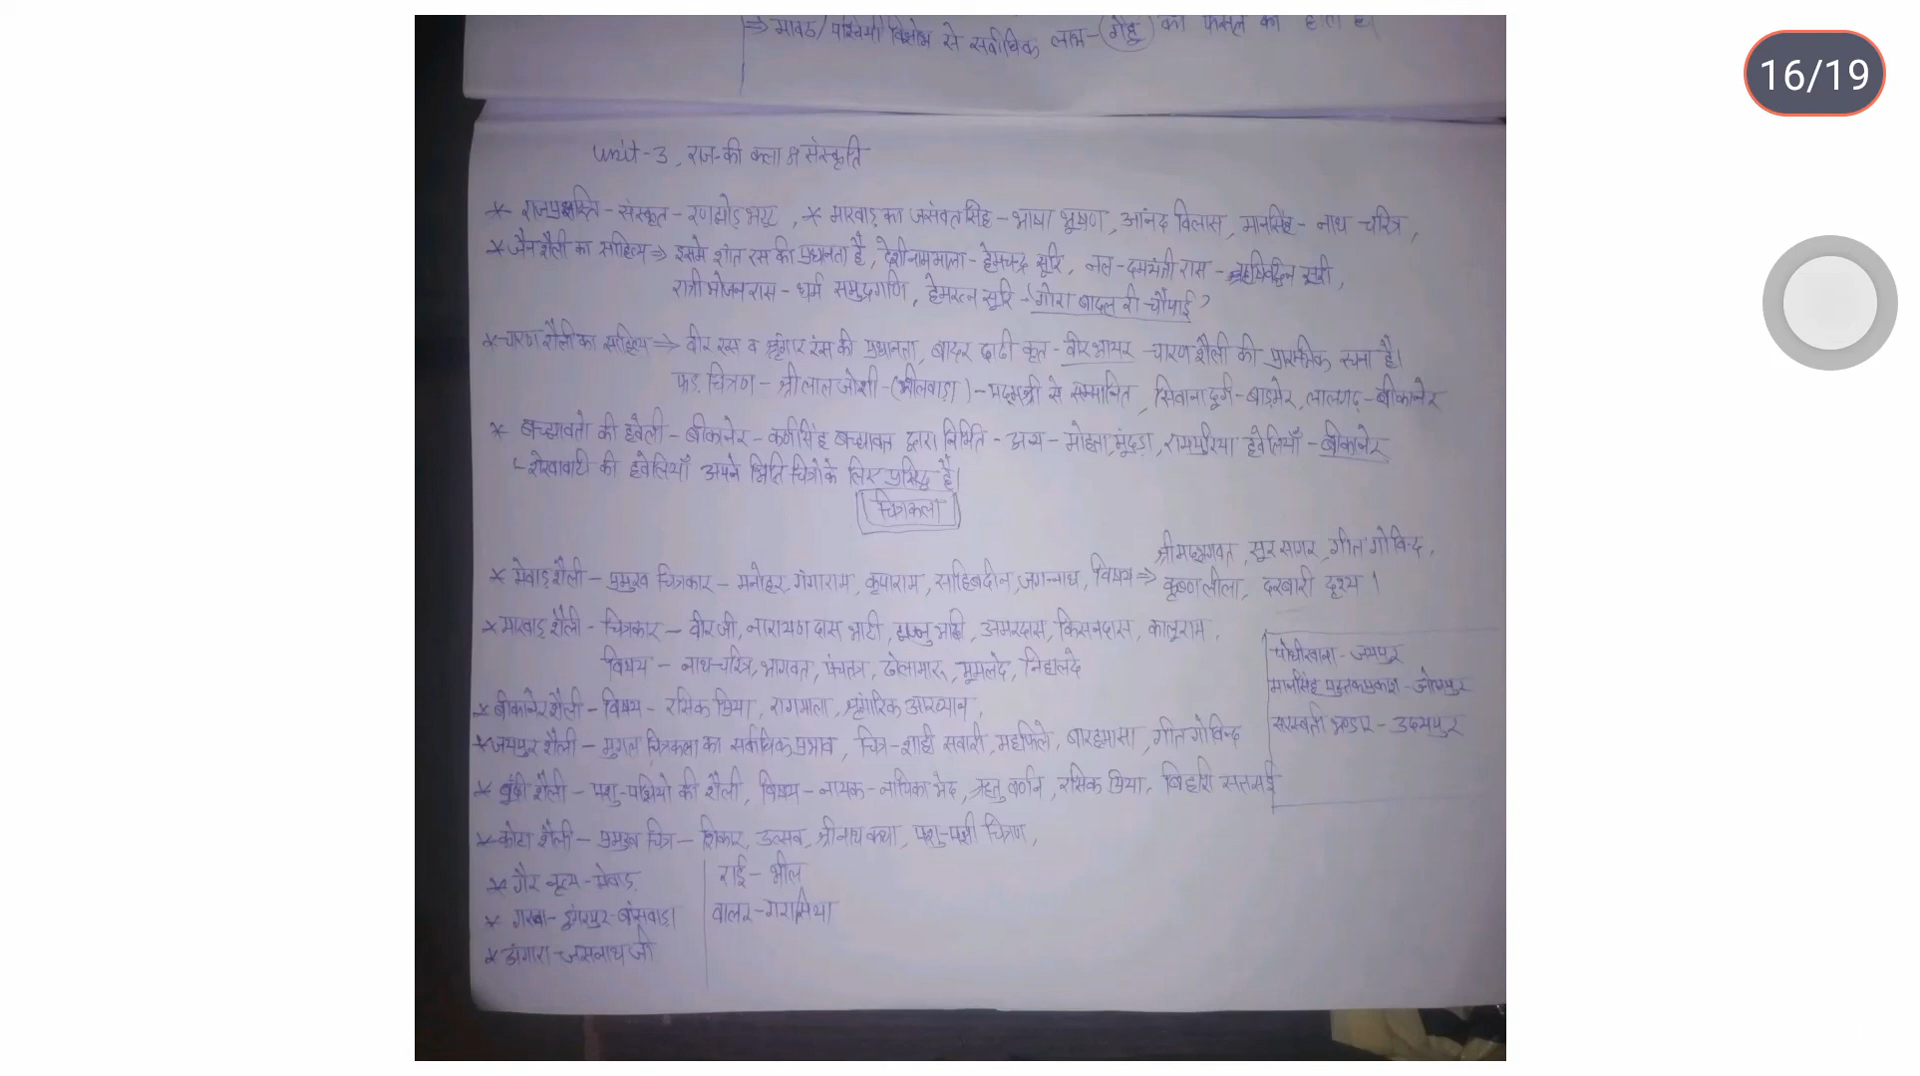 ⇒ मावठ/पश्चिमी विक्षोभ से सर्वाधिक लाभ - (गेहूं) की फसल को होता है।
16/19
Unit-3, राज. की कला & संस्कृति
* राजप्रशस्ति - संस्कृत - रणछोड़ भट्ट, * मारवाड़ का जसवंतसिंह - भाषा भूषण, आनंद विलास, मानसिंह - नाथ चरित्र,
* जैन शैली का साहित्य ⇒ इसमे शांत रस की प्रधानता है, देशीनाममाला - हेमचन्द्र सूरि, नल-दमयंती रास - सूरी,
रात्री भोजन रास - धर्म समुद्रगणि, हेमरत्न सूरि - 'गोरा बादल री चौपाई'
* चारण शैली का साहित्य ⇒ वीर रस व श्रृंगार रस की प्रधानता, बादर ढाढी कृत - वीरभायर चारण शैली की प्रारम्भिक रचना है।
फड़ चित्रण - श्रीलाल जोशी - (भीलवाड़ा) - पद्मश्री से सम्मानित, सिवाना दुर्ग - बाड़मेर, लालगढ़ - बीकानेर
* बच्छावतो की हवेली - बीकानेर - कर्णसिंह बच्छावत द्वारा निर्मित - अन्य - मोहता, मूंदड़ा, रामपुरिया हवेलियाँ - बीकानेर
└ शेखावाटी की हवेलियाँ अपने भित्ति चित्रो के लिए प्रसिद्ध है।
चित्रकला
श्रीमद्भागवत, सूर सागर, गीत गोविन्द,
* मेवाड़ शैली - प्रमुख चित्रकार - मनोहर, गंगाराम, कृपाराम, साहिबदीन, जगन्नाथ, विषय ⇒ कृष्णलीला, दरबारी दृश्य।
* मारवाड़ शैली - चित्रकार - वीरजी, नारायण दास भाटी, छज्जू भाटी, अमरदास, किसनदास, कालूराम,
विषय - नाथ चरित्र, भागवत, पंचतंत्र, ढोलामारू, मूमलदे, निहालदे
पोथीखाना - जयपुर
मानसिंह पुस्तक प्रकाश - जोधपुर
सरस्वती भण्डार - उदयपुर
* बीकानेर शैली - विषय - रसिक प्रिया, रागमाला, श्रृंगारिक आख्यान,
* जयपुर शैली - मुगल चित्रकला का सर्वाधिक प्रभाव, चित्र - शाही सवारी, महफिले, बारहमासा, गीत गोविन्द
* बूंदी शैली - पशु-पक्षियो की शैली, विषय - नायक-नायिका भेद, ऋतु वर्णन, रसिक प्रिया, बिहारी सतसई
* कोटा शैली - प्रमुख चित्र - शिकार, उत्सव, श्रीनाथ कथा, पशु-पक्षी चित्रण,
* गैर नृत्य - मेवाड़
* गरबा - डूंगरपुर-बांसवाड़ा
* अंगारा - जसनाथ जी
राई - भील
वालर - गरासिया